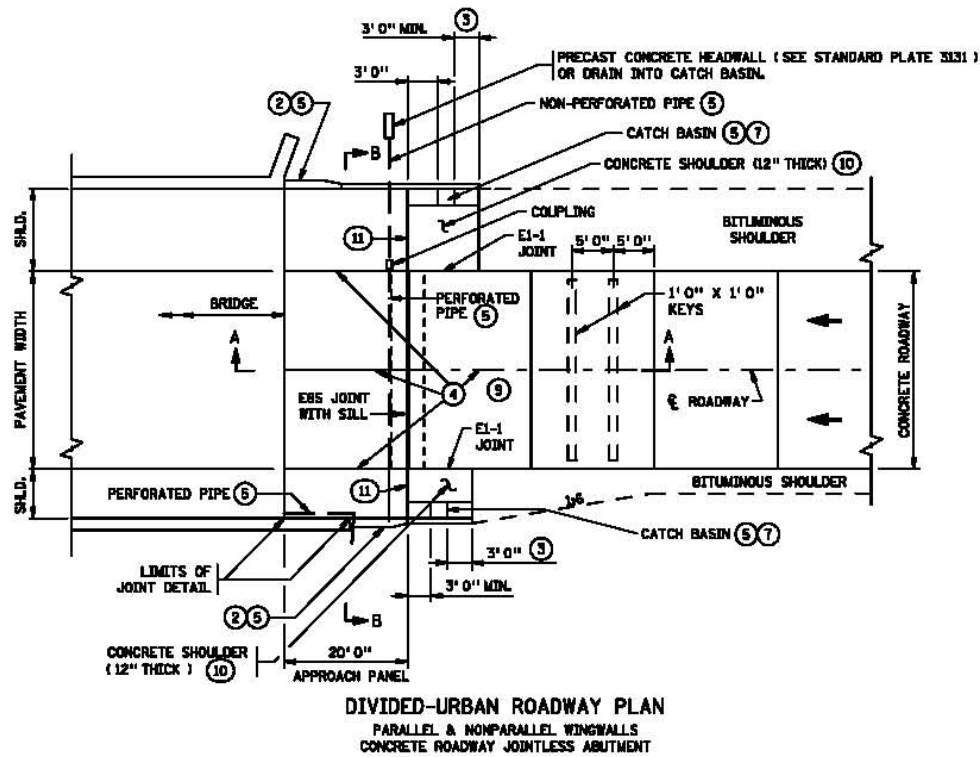 3
3'0" MIN.
3'0"
PRECAST CONCRETE HEADWALL (SEE STANDARD PLATE 3131)
OR DRAIN INTO CATCH BASIN.
2 5
NON-PERFORATED PIPE 5
B
CATCH BASIN 5 7
CONCRETE SHOULDER (12" THICK) 10
SHLD.
COUPLING
11
E1-1
JOINT
5'0" 5'0"
BITUMINOUS
SHOULDER
BRIDGE
PERFORATED
PIPE 5
1'0" X 1'0"
KEYS
A
A
PAVEMENT WIDTH
4
9
E8S JOINT
WITH SILL
℄ ROADWAY
CONCRETE ROADWAY
E1-1
JOINT
SHLD.
PERFORATED PIPE 5
11
BITUMINOUS SHOULDER
1:6
CATCH BASIN 5 7
3'0" 3
LIMITS OF
JOINT DETAIL
3'0" MIN.
2 5
B
CONCRETE SHOULDER
(12" THICK) 10
20'0"
APPROACH PANEL
DIVIDED-URBAN ROADWAY PLAN
PARALLEL & NONPARALLEL WINGWALLS
CONCRETE ROADWAY JOINTLESS ABUTMENT